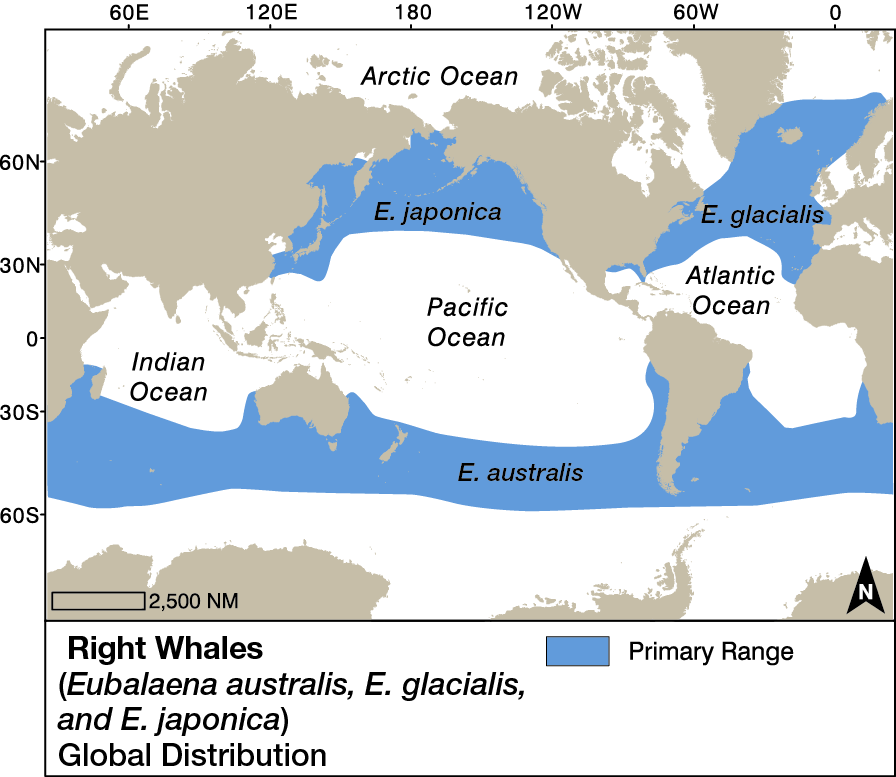 60E 120E 180 120W 60W 0
Arctic Ocean
60N
E. japonica
E. glacialis
30N
Atlantic
Ocean
Pacific
Ocean
0
Indian
Ocean
30S
E. australis
60S
2,500 NM
N
Right Whales
(Eubalaena australis, E. glacialis,
and E. japonica)
Global Distribution
Primary Range